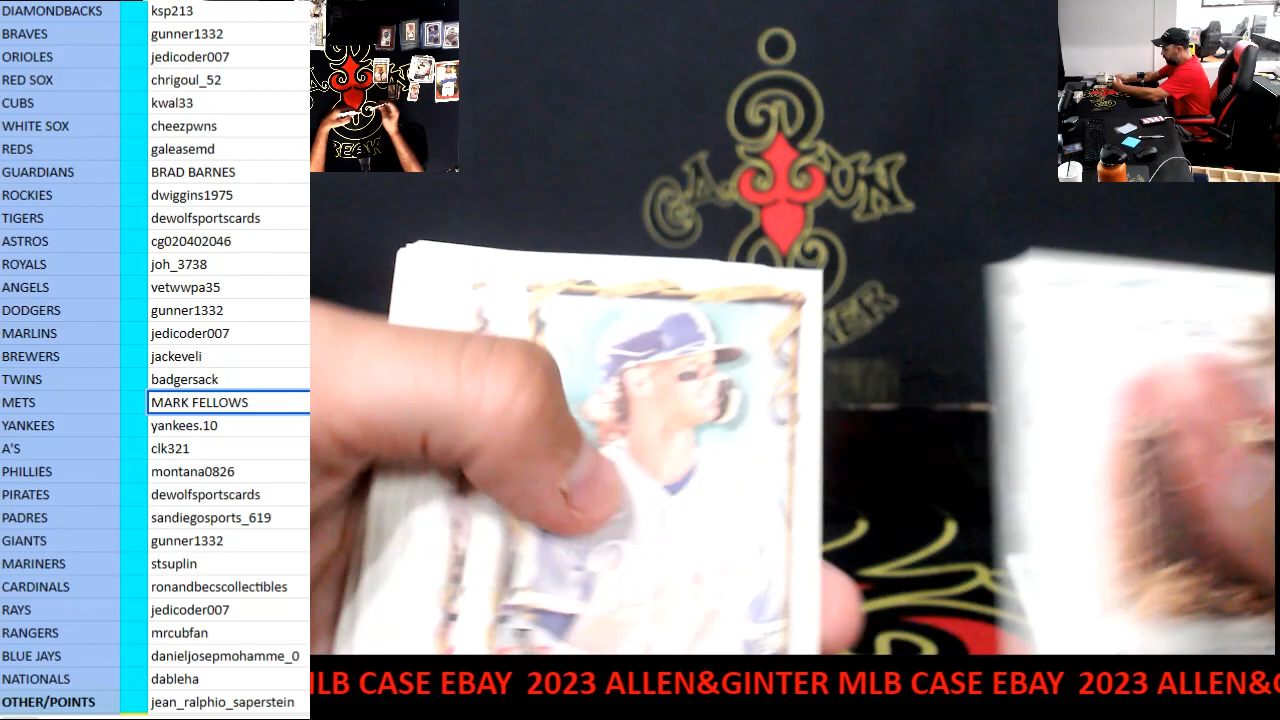 DIAMONDBACKS ksp213
BRAVES gunner1332
ORIOLES jedicoder007
RED SOX chrigoul_52
CUBS kwal33
WHITE SOX cheezpwns
REDS galeasemd
GUARDIANS BRAD BARNES
ROCKIES dwiggins1975
TIGERS dewolfsportscards
ASTROS cg020402046
ROYALS joh_3738
ANGELS vetwwpa35
DODGERS gunner1332
MARLINS jedicoder007
BREWERS jackeveli
TWINS badgersack
METS MARK FELLOWS
YANKEES yankees.10
A'S clk321
PHILLIES montana0826
PIRATES dewolfsportscards
PADRES sandiegosports_619
GIANTS gunner1332
MARINERS stsuplin
CARDINALS ronandbecscollectibles
RAYS jedicoder007
RANGERS mrcubfan
BLUE JAYS danieljosepmohamme_0
NATIONALS dableha
OTHER/POINTS jean_ralphio_saperstein
MLB CASE EBAY 2023 ALLEN&GINTER MLB CASE EBAY 2023 ALLEN&G